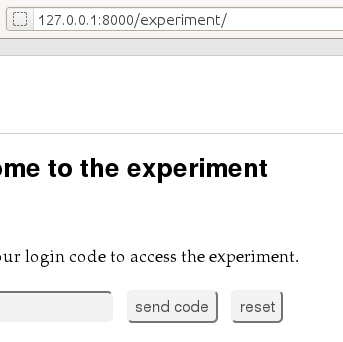 127.0.0.1:8000/experiment/
ome to the experiment
our login code to access the experiment.
send code reset